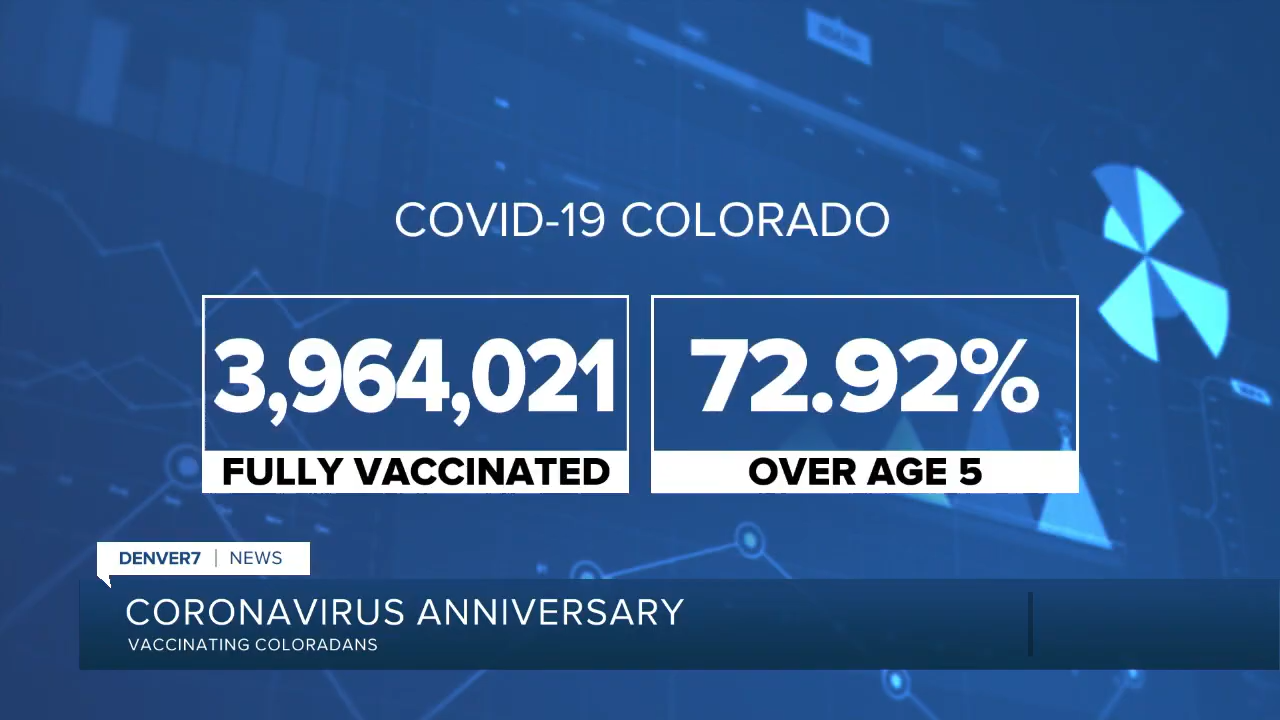 COVID-19 COLORADO
3,964,021
FULLY VACCINATED
72.92%
OVER AGE 5
DENVER7 | NEWS
CORONAVIRUS ANNIVERSARY
VACCINATING COLORADANS